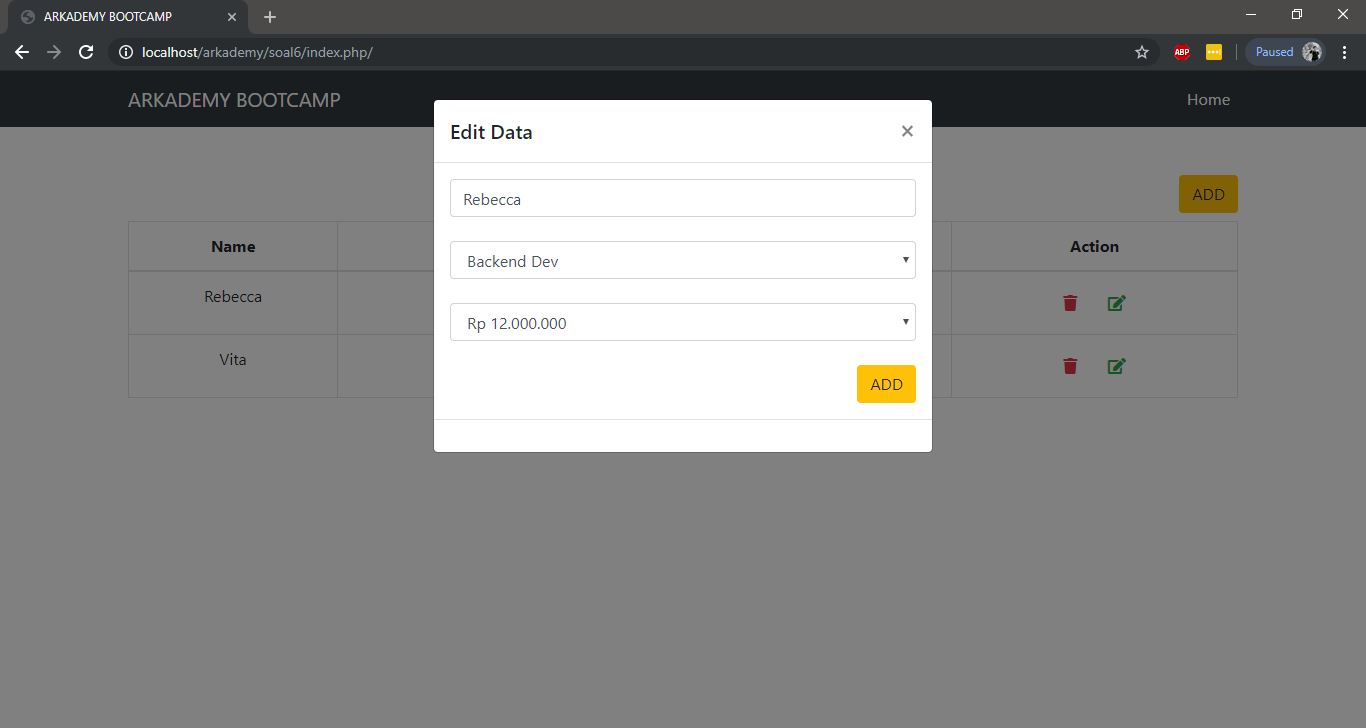 ARKADEMY BOOTCAMP
localhost/arkademy/soal6/index.php/
ABP
Paused
ARKADEMY BOOTCAMP
Home
Edit Data
×
ADD
Rebecca
Name
Action
Backend Dev
Rebecca
Rp 12.000.000
Vita
ADD